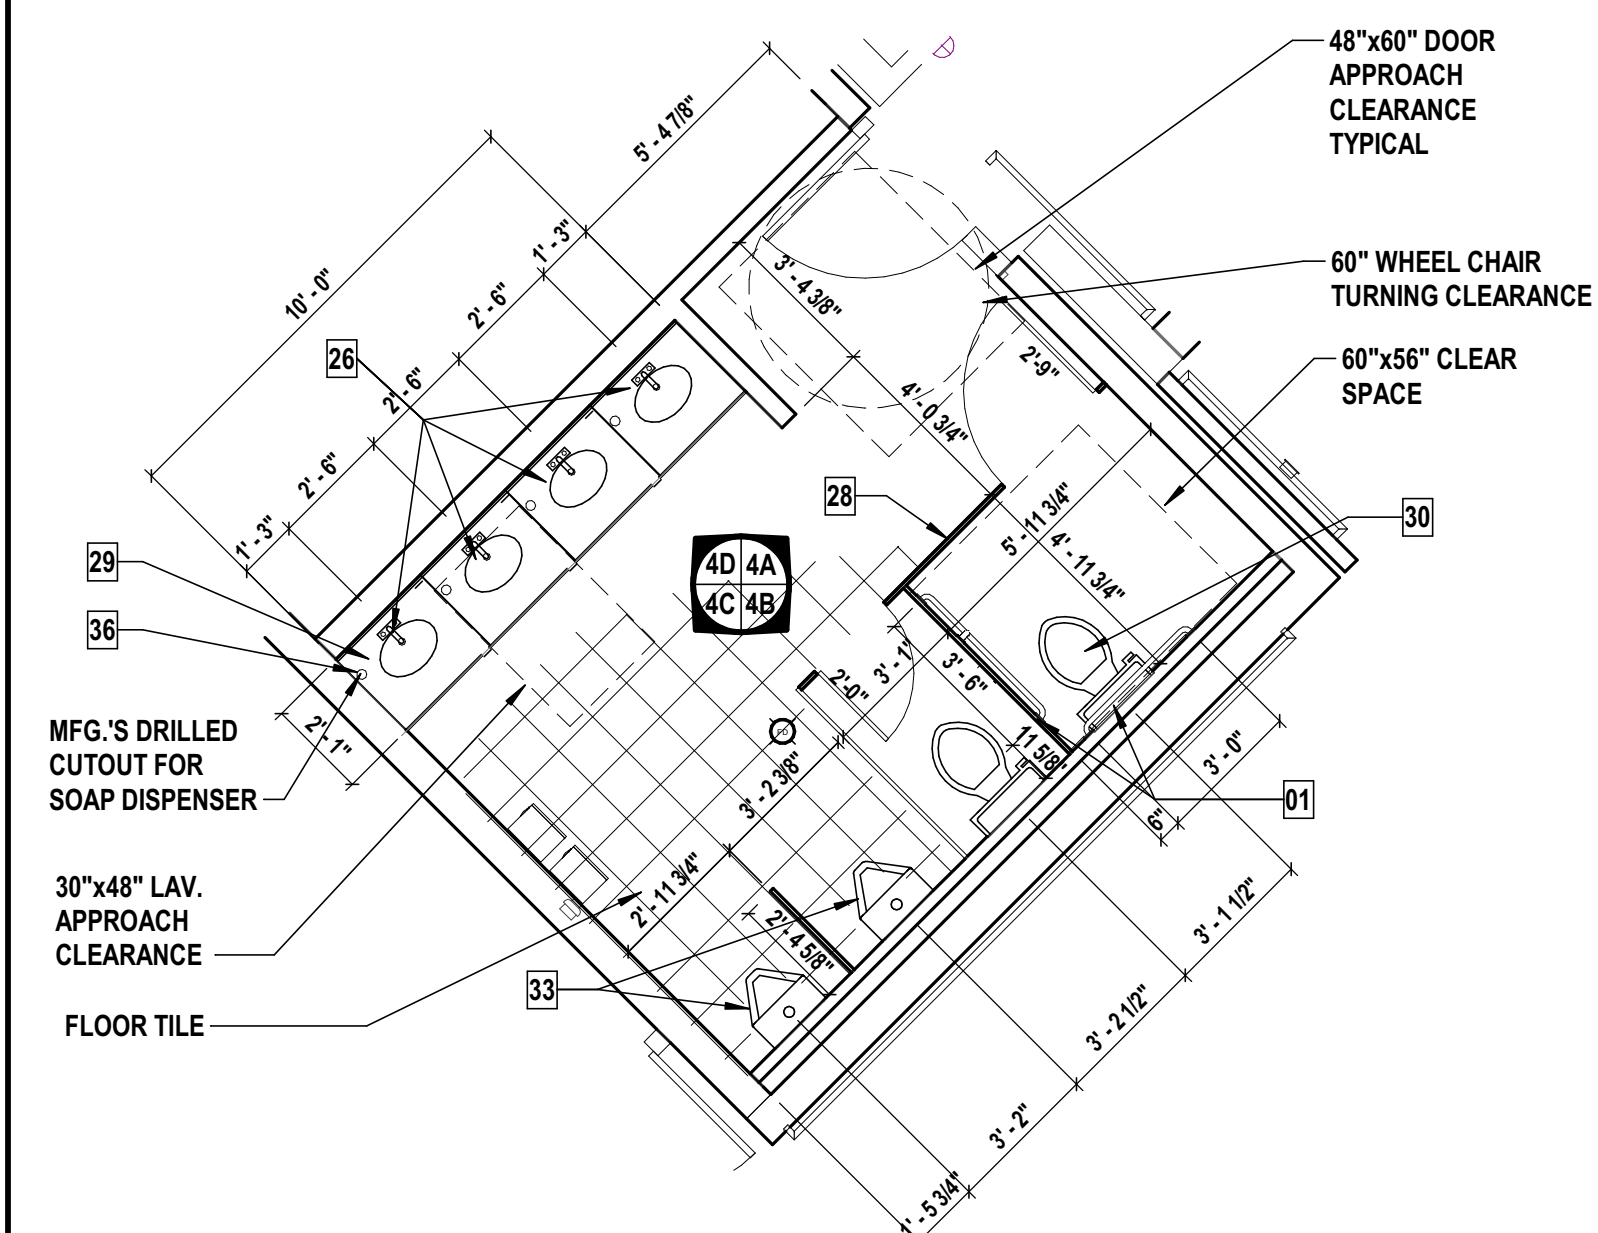 48"x60" DOOR
APPROACH
CLEARANCE
TYPICAL
60" WHEEL CHAIR
TURNING CLEARANCE
60"x56" CLEAR
SPACE
5' - 4 7/8"
1' - 3"
10' - 0"
2' - 6"
2' - 6"
2' - 6"
1' - 3"
26
29
36
2' - 1"
MFG.'S DRILLED
CUTOUT FOR
SOAP DISPENSER
30"x48" LAV.
APPROACH
CLEARANCE
FLOOR TILE
3' - 4 3/8"
4' - 0 3/4"
2'-9"
28
30
5' - 11 3/4"
4' - 11 3/4"
4D 4A
4C 4B
3' - 1"
3' - 6"
2'-0"
11 5/8"
FD
3' - 2 3/8"
2' - 11 3/4"
2' - 4 5/8"
33
01
3' - 0"
6"
3' - 1 1/2"
3' - 2 1/2"
3' - 2"
1' - 5 3/4"